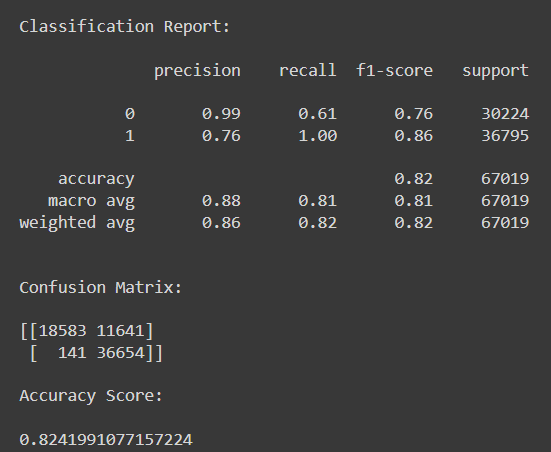 Classification Report:
precision recall f1-score support
0 0.99 0.61 0.76 30224
1 0.76 1.00 0.86 36795
accuracy 0.82 67019
macro avg 0.88 0.81 0.81 67019
weighted avg 0.86 0.82 0.82 67019
Confusion Matrix:
[[18583 11641]
[ 141 36654]]
Accuracy Score:
0.8241991077157224